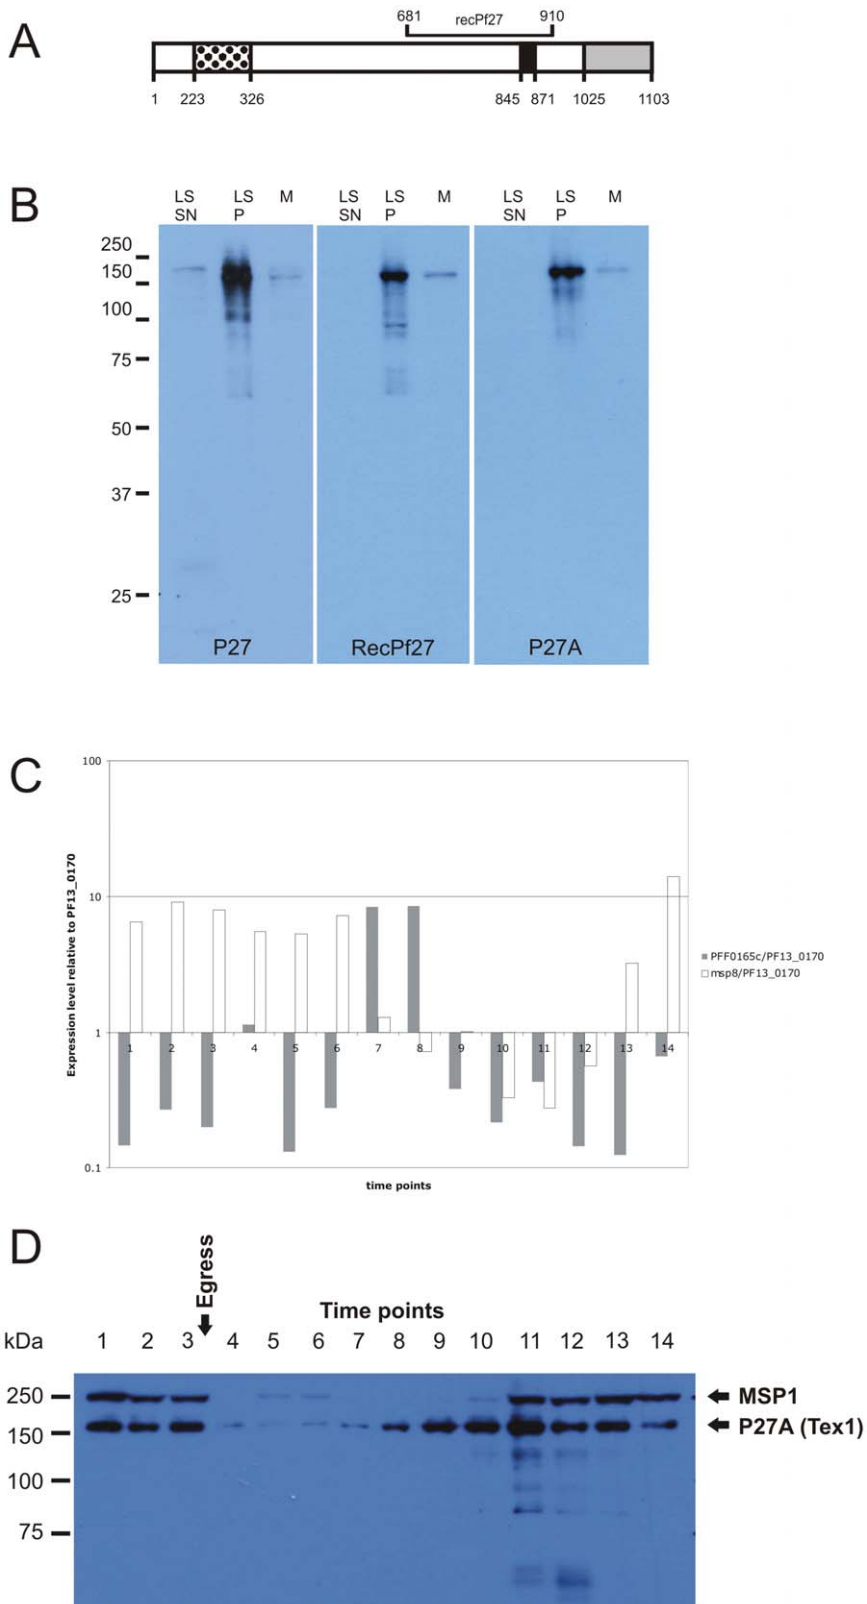 A
681 recPf27 910
1 223 326 845 871 1025 1103
B
LS SN LS P M LS SN LS P M LS SN LS P M
250
150
100
75
50
37
25
P27 RecPf27 P27A
C
100
10
1
0.1
Expression level relative to PF13_0170
1 2 3 4 5 6 7 8 9 10 11 12 13 14
time points
PFF0165c/PF13_0170
msp8/PF13_0170
D
Egress
Time points
kDa 1 2 3 4 5 6 7 8 9 10 11 12 13 14
250
150
100
75
MSP1
P27A (Tex1)